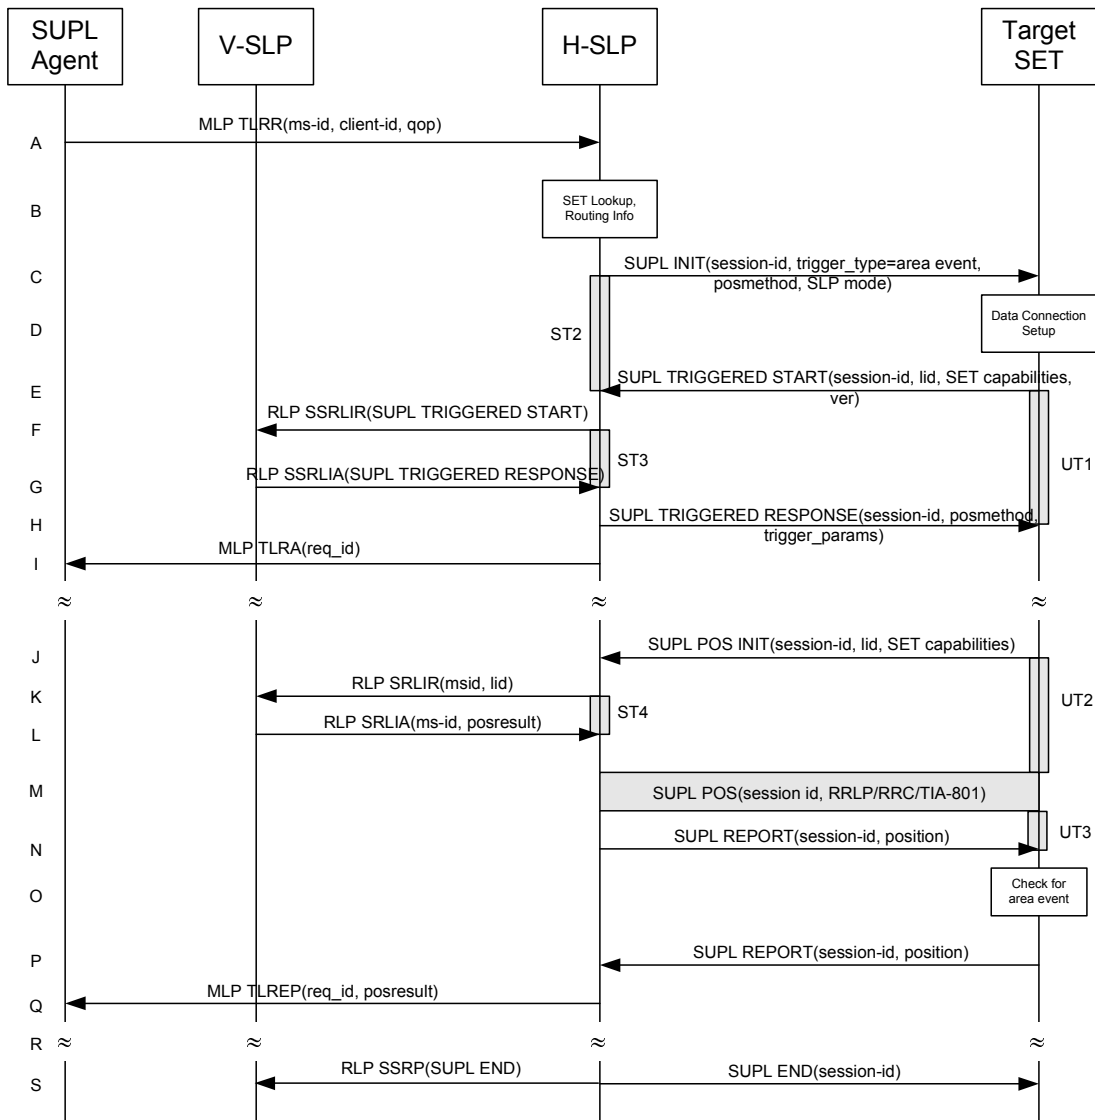 SUPL
Agent
V-SLP
H-SLP
Target
SET
MLP TLRR(ms-id, client-id, qop)
A
SET Lookup,
Routing Info
B
SUPL INIT(session-id, trigger_type=area event,
posmethod, SLP mode)
C
Data Connection
Setup
D
ST2
SUPL TRIGGERED START(session-id, lid, SET capabilities,
ver)
E
RLP SSRLIR(SUPL TRIGGERED START)
F
ST3
UT1
RLP SSRLIA(SUPL TRIGGERED RESPONSE)
G
SUPL TRIGGERED RESPONSE(session-id, posmethod,
trigger_params)
H
MLP TLRA(req_id)
I
≈ ≈ ≈ ≈
SUPL POS INIT(session-id, lid, SET capabilities)
J
RLP SRLIR(msid, lid)
K
ST4
UT2
RLP SRLIA(ms-id, posresult)
L
M
SUPL POS(session id, RRLP/RRC/TIA-801)
UT3
SUPL REPORT(session-id, position)
N
Check for
area event
O
SUPL REPORT(session-id, position)
P
MLP TLREP(req_id, posresult)
Q
R ≈ ≈ ≈ ≈
RLP SSRP(SUPL END)
SUPL END(session-id)
S